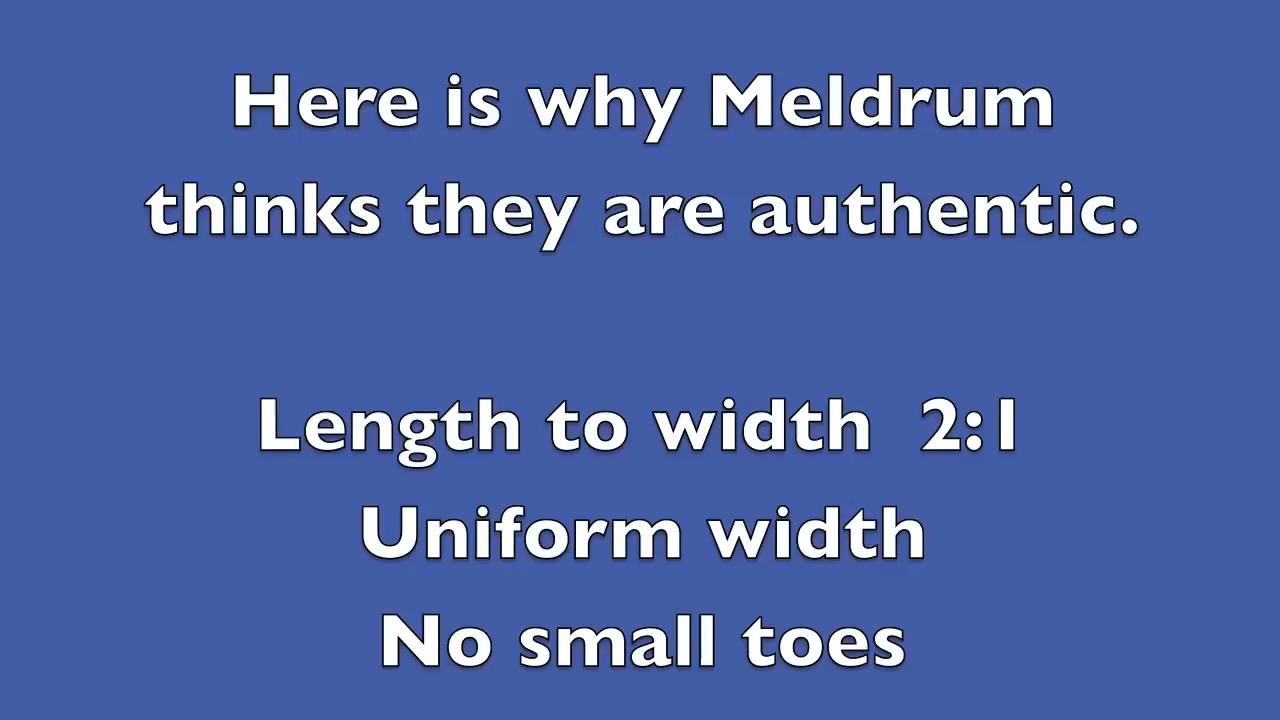 Here is why Meldrum
thinks they are authentic.
Length to width  2:1
Uniform width
No small toes